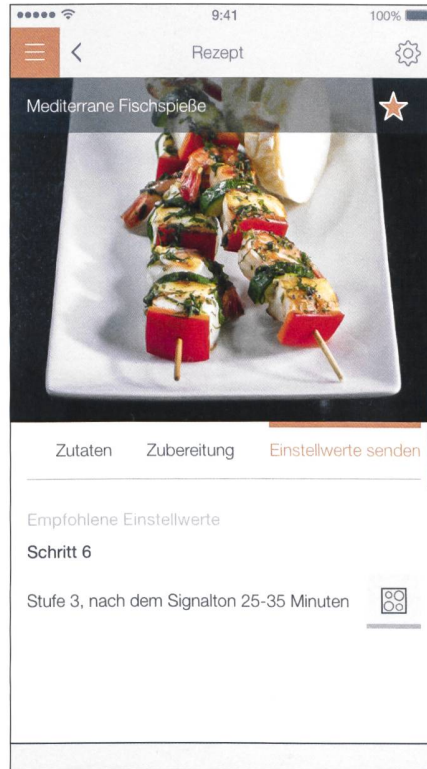 9:41
100%
Rezept
Mediterrane Fischspieße
Zutaten Zubereitung Einstellwerte senden
Empfohlene Einstellwerte
Schritt 6
Stufe 3, nach dem Signalton 25-35 Minuten